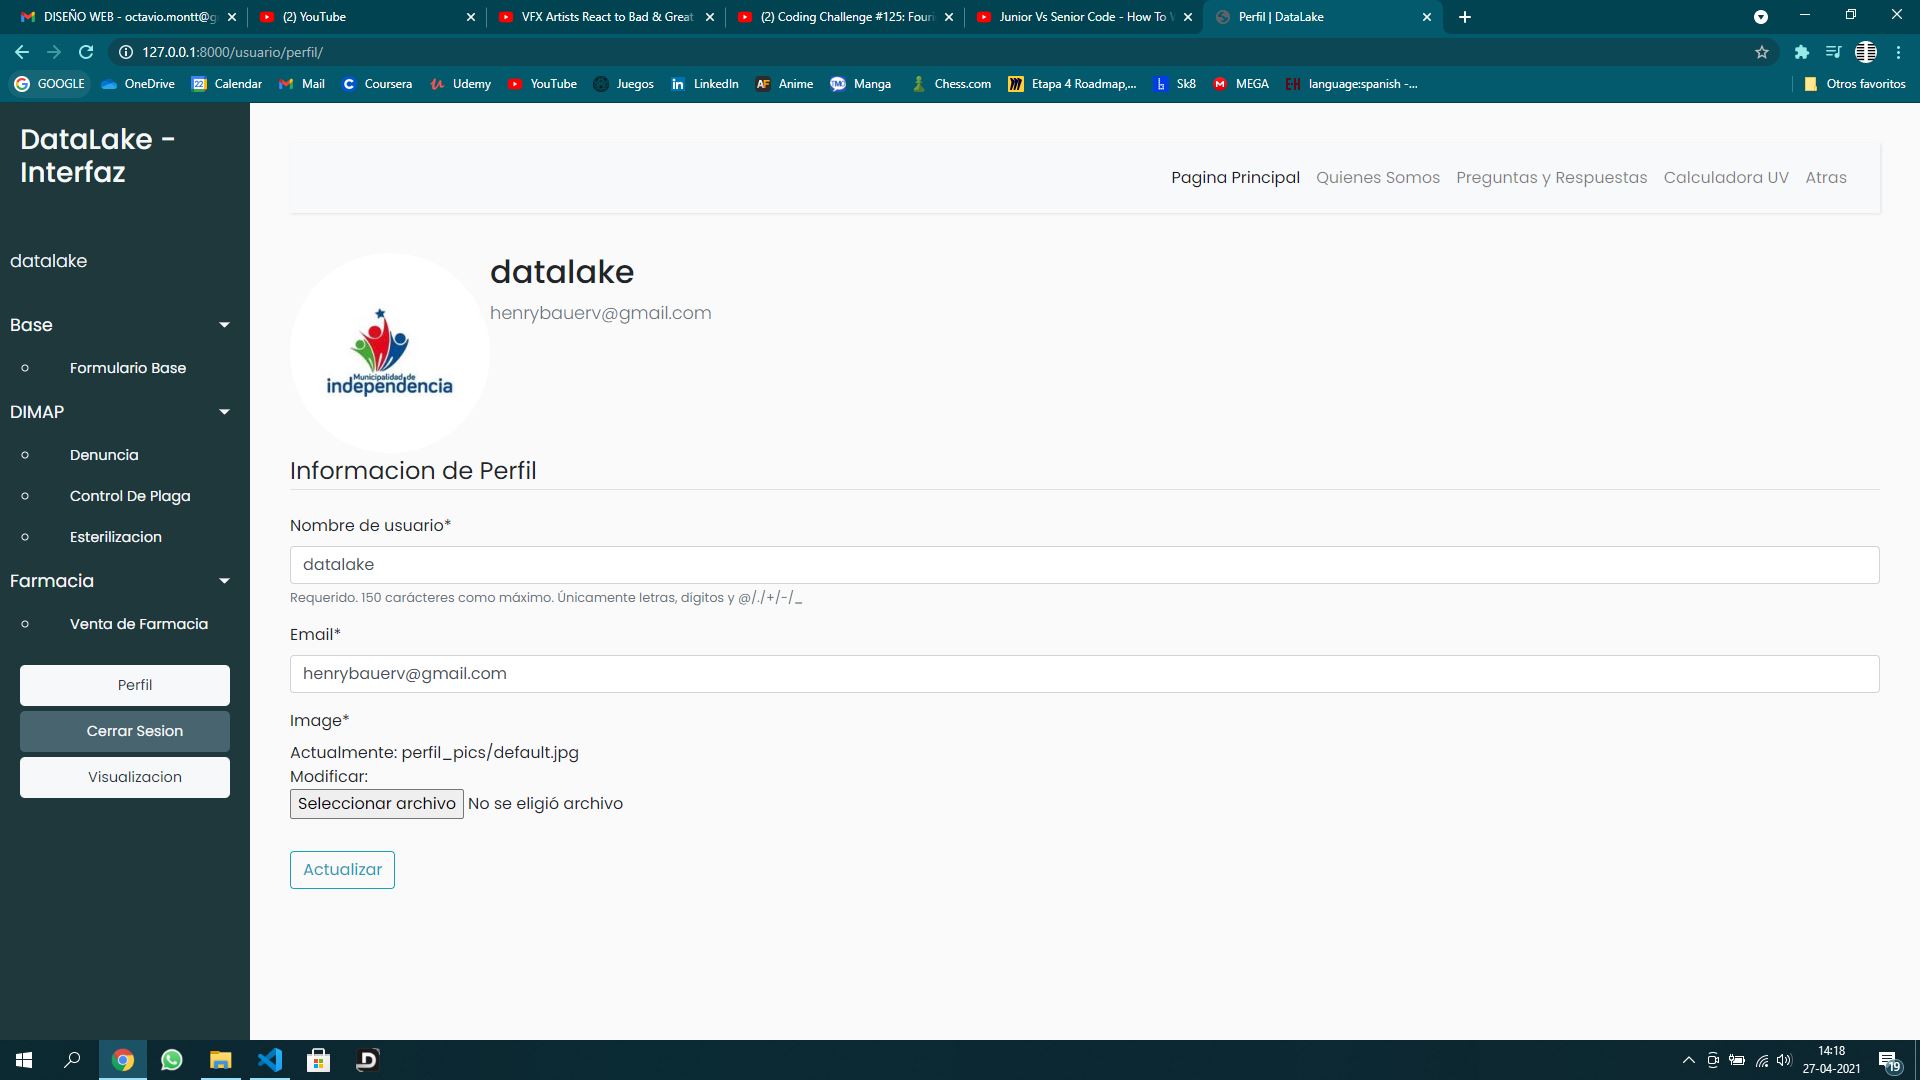 DISEÑO WEB - octavio.montt@g
(2) YouTube
VFX Artists React to Bad & Great
(2) Coding Challenge #125: Fouri
Junior Vs Senior Code - How To
Perfil | DataLake
127.0.0.1:8000/usuario/perfil/
GOOGLE
OneDrive
Calendar
Mail
Coursera
Udemy
YouTube
Juegos
LinkedIn
Anime
Manga
Chess.com
Etapa 4 Roadmap,...
Sk8
MEGA
language:spanish -...
Otros favoritos
DataLake -
Interfaz
datalake
Base
Formulario Base
DIMAP
Denuncia
Control De Plaga
Esterilizacion
Farmacia
Venta de Farmacia
Perfil
Cerrar Sesion
Visualizacion
Pagina Principal
Quienes Somos
Preguntas y Respuestas
Calculadora UV
Atras
Municipalidad de
independencia
datalake
henrybauerv@gmail.com
Informacion de Perfil
Nombre de usuario*
datalake
Requerido. 150 carácteres como máximo. Únicamente letras, dígitos y @/./+/-/_
Email*
henrybauerv@gmail.com
Image*
Actualmente: perfil_pics/default.jpg
Modificar:
Seleccionar archivo No se eligió archivo
Actualizar
14:18
27-04-2021
19